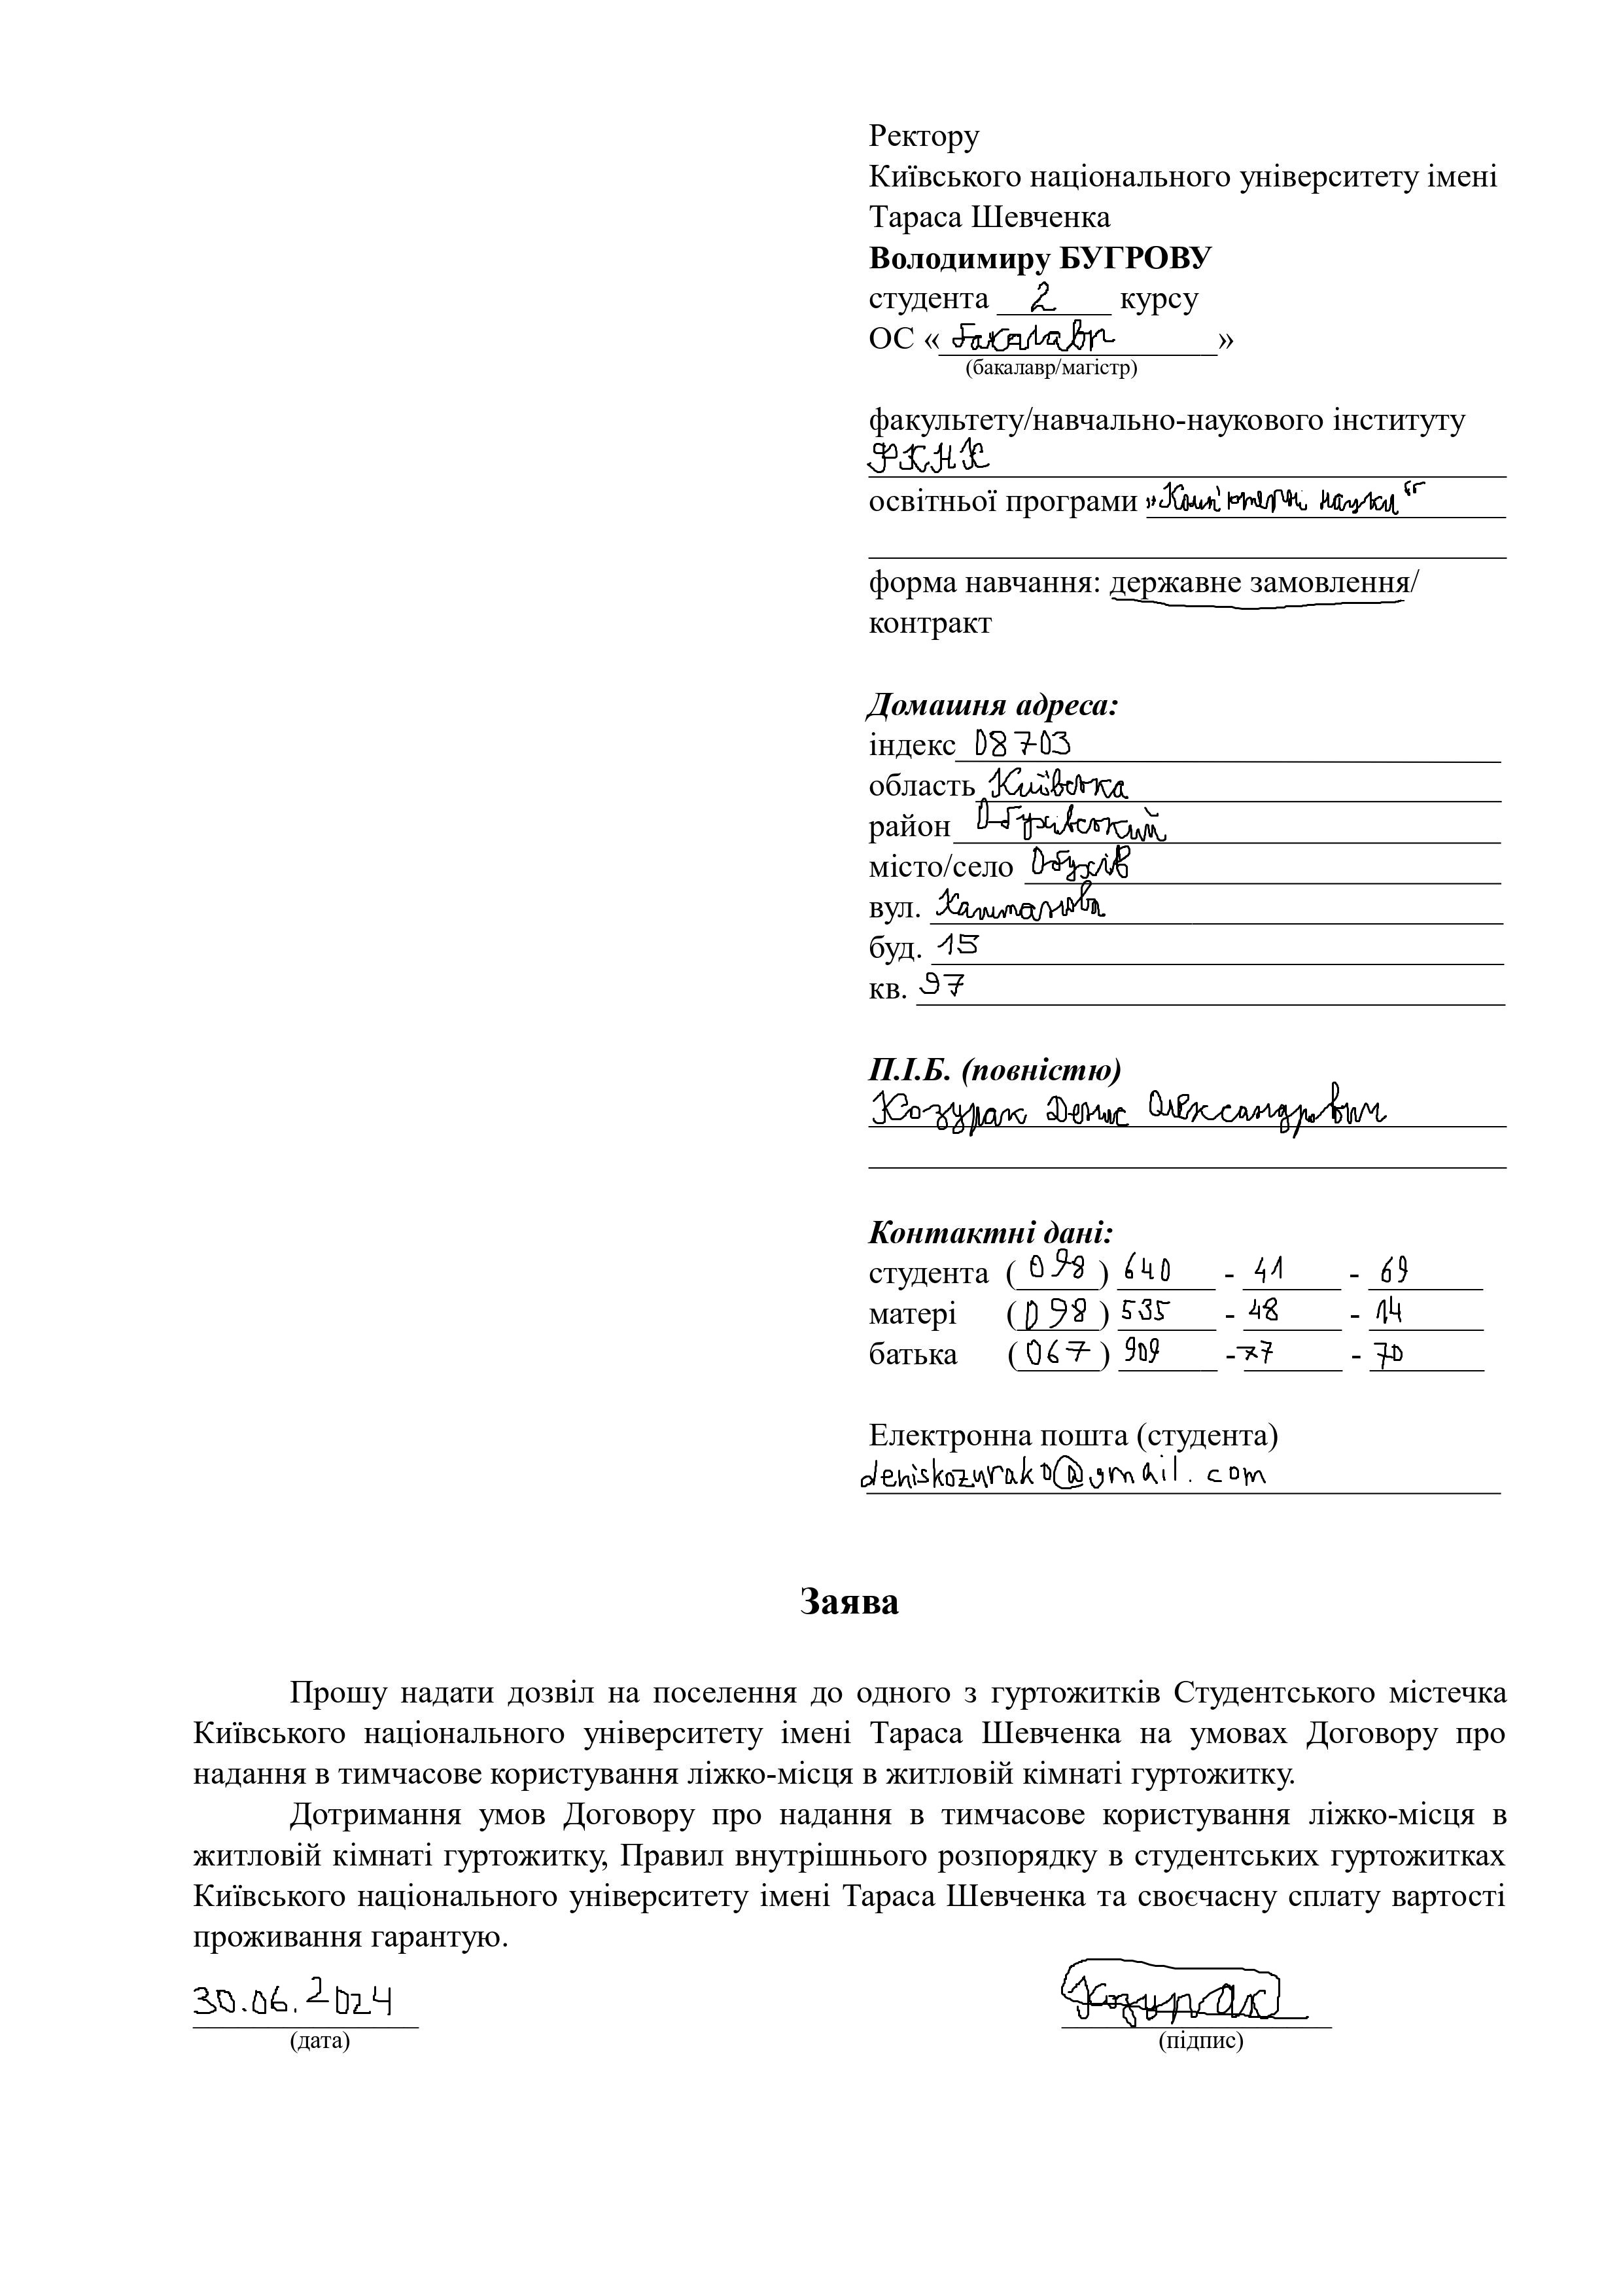 Ректору
Київського національного університету імені
Тараса Шевченка
Володимиру БУГРОВУ
студента 2 курсу
ОС «бакалавр»
(бакалавр/магістр)
факультету/навчально-наукового інституту
ФКНК
освітньої програми „Комп'ютерні науки“
форма навчання: державне замовлення/
контракт
Домашня адреса:
індекс 08703
область Київська
район Обухівський
місто/село Обухів
вул.
буд. 15
кв. 97
П.І.Б. (повністю)
Козурак Денис Олександрович
Контактні дані:
студента (098) 640 - 41 - 69
матері (098) 535 - 48 - 14
батька (067) 909 - 77 - 70
Електронна пошта (студента)
deniskozurak0@gmail.com
Заява
Прошу надати дозвіл на поселення до одного з гуртожитків Студентського містечка
Київського національного університету імені Тараса Шевченка на умовах Договору про
надання в тимчасове користування ліжко-місця в житловій кімнаті гуртожитку.
Дотримання умов Договору про надання в тимчасове користування ліжко-місця в
житловій кімнаті гуртожитку, Правил внутрішнього розпорядку в студентських гуртожитках
Київського національного університету імені Тараса Шевченка та своєчасну сплату вартості
проживання гарантую.
30.06.2024 Козурак
(дата) (підпис)